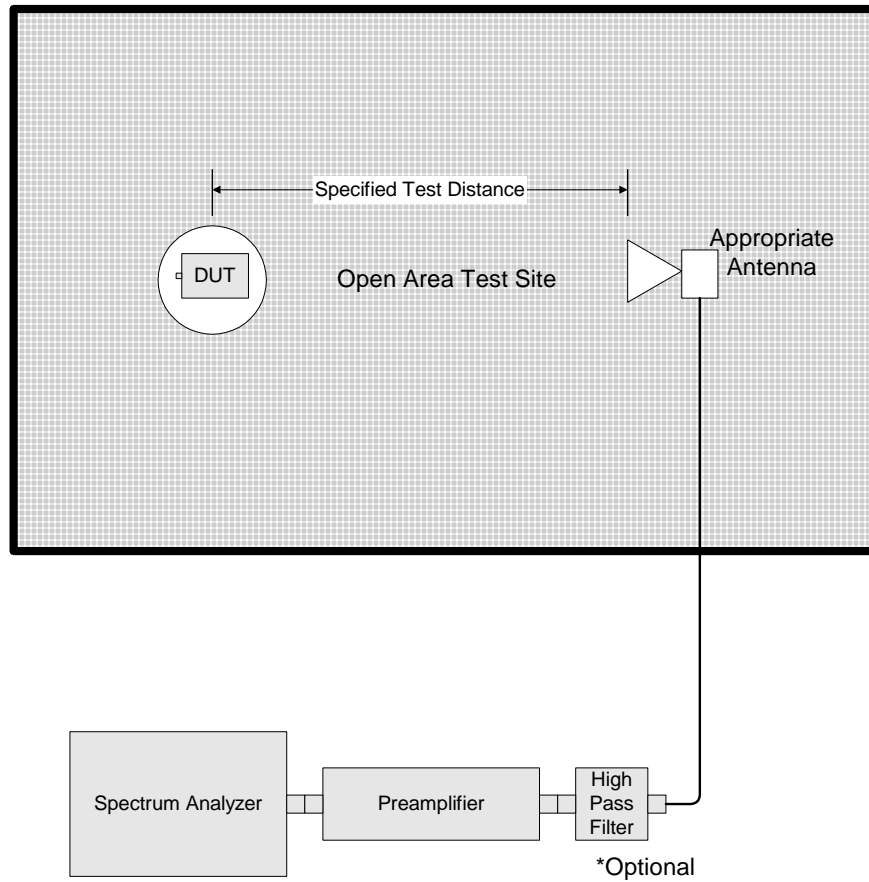 Specified Test Distance
DUT
Open Area Test Site
Appropriate
Antenna
Spectrum Analyzer
Preamplifier
High
Pass
Filter
*Optional